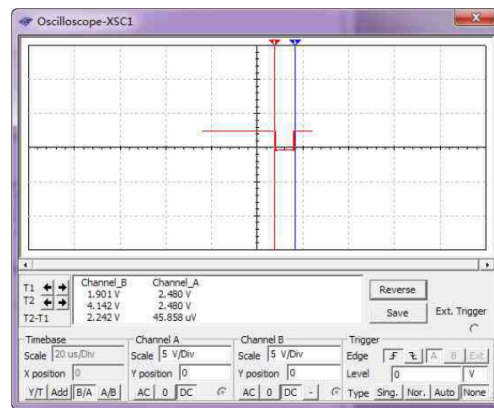 Oscilloscope-XSC1
1 2
T1 T2 T2-T1
Channel_B Channel_A
1.901 V 2.480 V
4.142 V 2.480 V
2.242 V 45.858 uV
Reverse
Save
Ext. Trigger
Timebase Channel A Channel B Trigger
Scale 20 us/Div Scale 5 V/Div Scale 5 V/Div Edge A B Ext
X position 0 Y position 0 Y position 0 Level 0 V
Y/T Add B/A A/B AC 0 DC AC 0 DC - Type Sing. Nor. Auto None